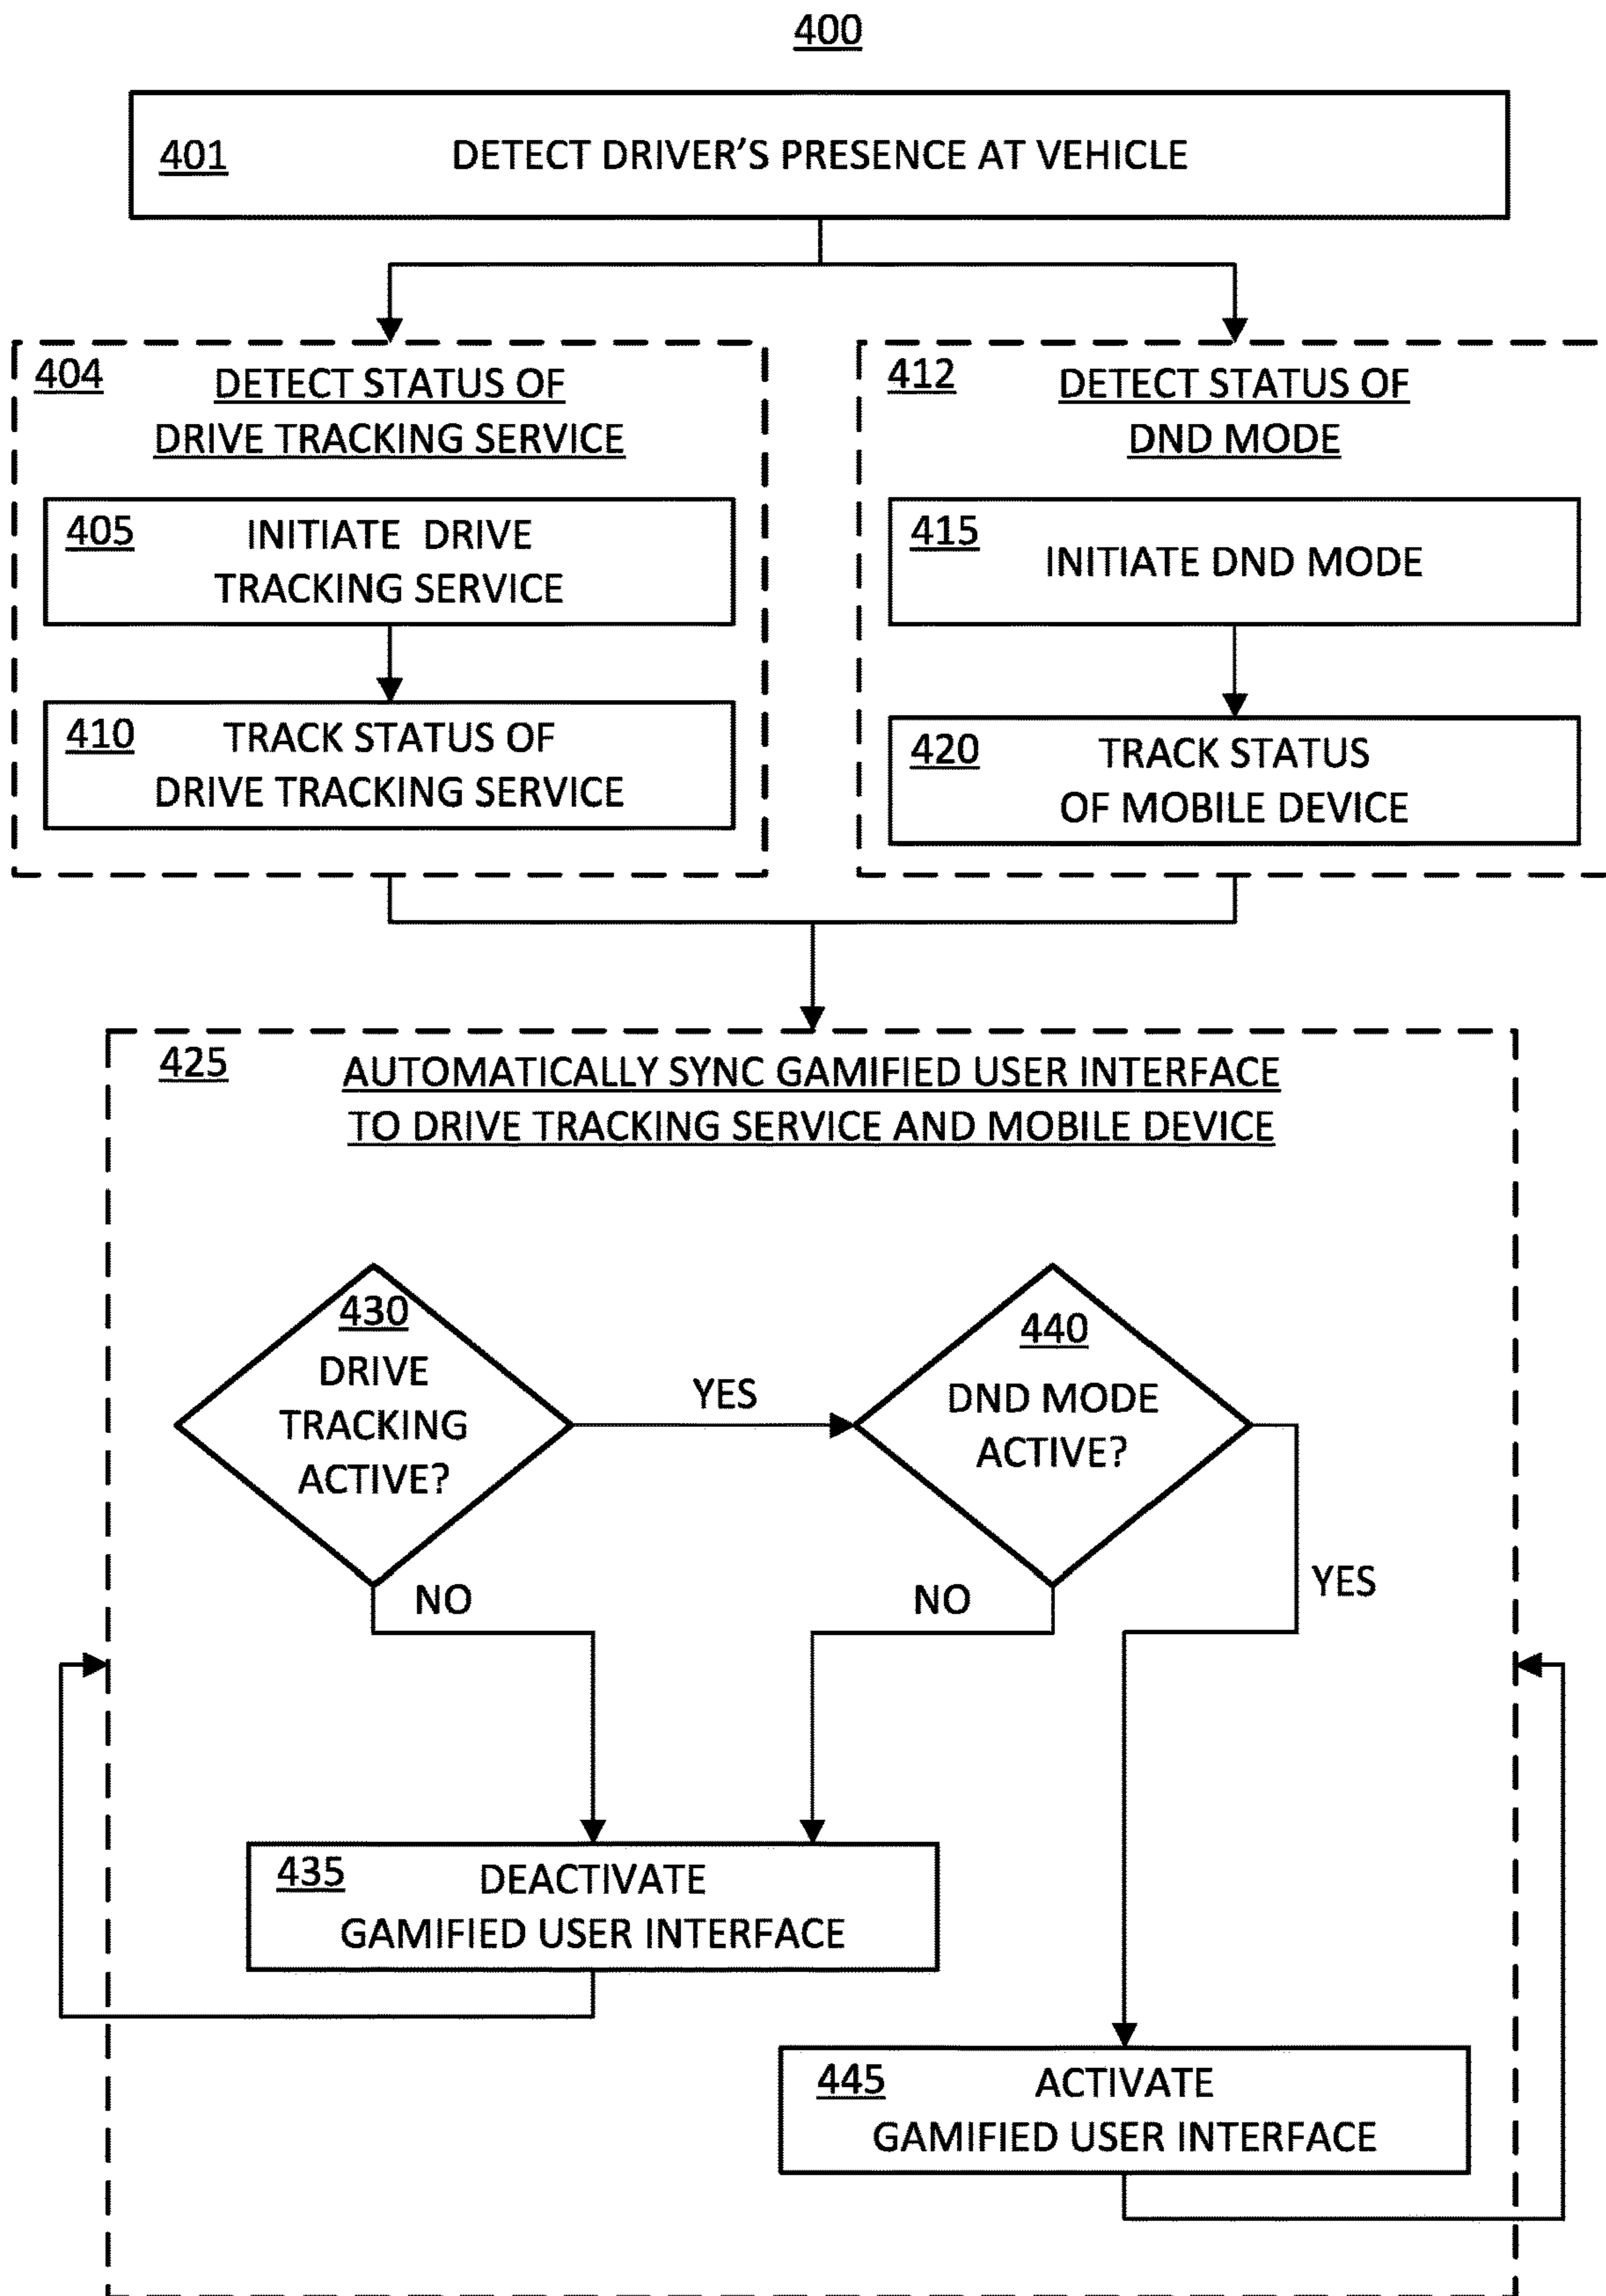 400
401 DETECT DRIVER'S PRESENCE AT VEHICLE
404 DETECT STATUS OF
DRIVE TRACKING SERVICE
405 INITIATE DRIVE
TRACKING SERVICE
410 TRACK STATUS OF
DRIVE TRACKING SERVICE
412 DETECT STATUS OF
DND MODE
415
INITIATE DND MODE
420 TRACK STATUS
OF MOBILE DEVICE
425 AUTOMATICALLY SYNC GAMIFIED USER INTERFACE
TO DRIVE TRACKING SERVICE AND MOBILE DEVICE
430
DRIVE
TRACKING
ACTIVE?
YES
NO
440
DND MODE
ACTIVE?
NO
YES
435 DEACTIVATE
GAMIFIED USER INTERFACE
445 ACTIVATE
GAMIFIED USER INTERFACE